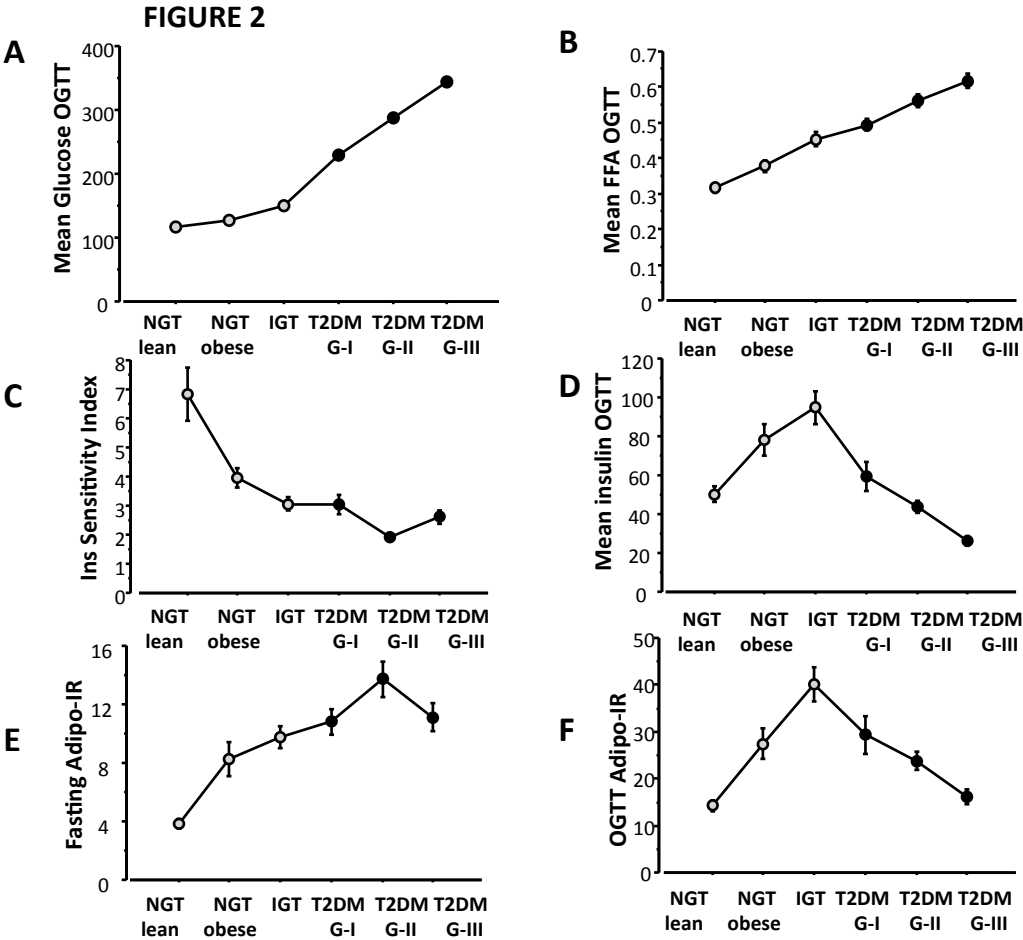 FIGURE 2
A
Mean Glucose OGTT
400
300
200
100
0
NGT NGT IGT T2DM T2DM T2DM
lean obese G-I G-II G-III
B
Mean FFA OGTT
0.7
0.6
0.5
0.4
0.3
0.2
0.1
0
NGT NGT IGT T2DM T2DM T2DM
lean obese G-I G-II G-III
C
Ins Sensitivity Index
8
7
6
5
4
3
2
1
0
NGT NGT IGT T2DM T2DM T2DM
lean obese G-I G-II G-III
D
Mean insulin OGTT
120
100
80
60
40
20
0
NGT NGT IGT T2DM T2DM T2DM
lean obese G-I G-II G-III
E
Fasting Adipo-IR
16
12
8
4
0
NGT NGT IGT T2DM T2DM T2DM
lean obese G-I G-II G-III
F
OGTT Adipo-IR
50
40
30
20
10
0
NGT NGT IGT T2DM T2DM T2DM
lean obese G-I G-II G-III